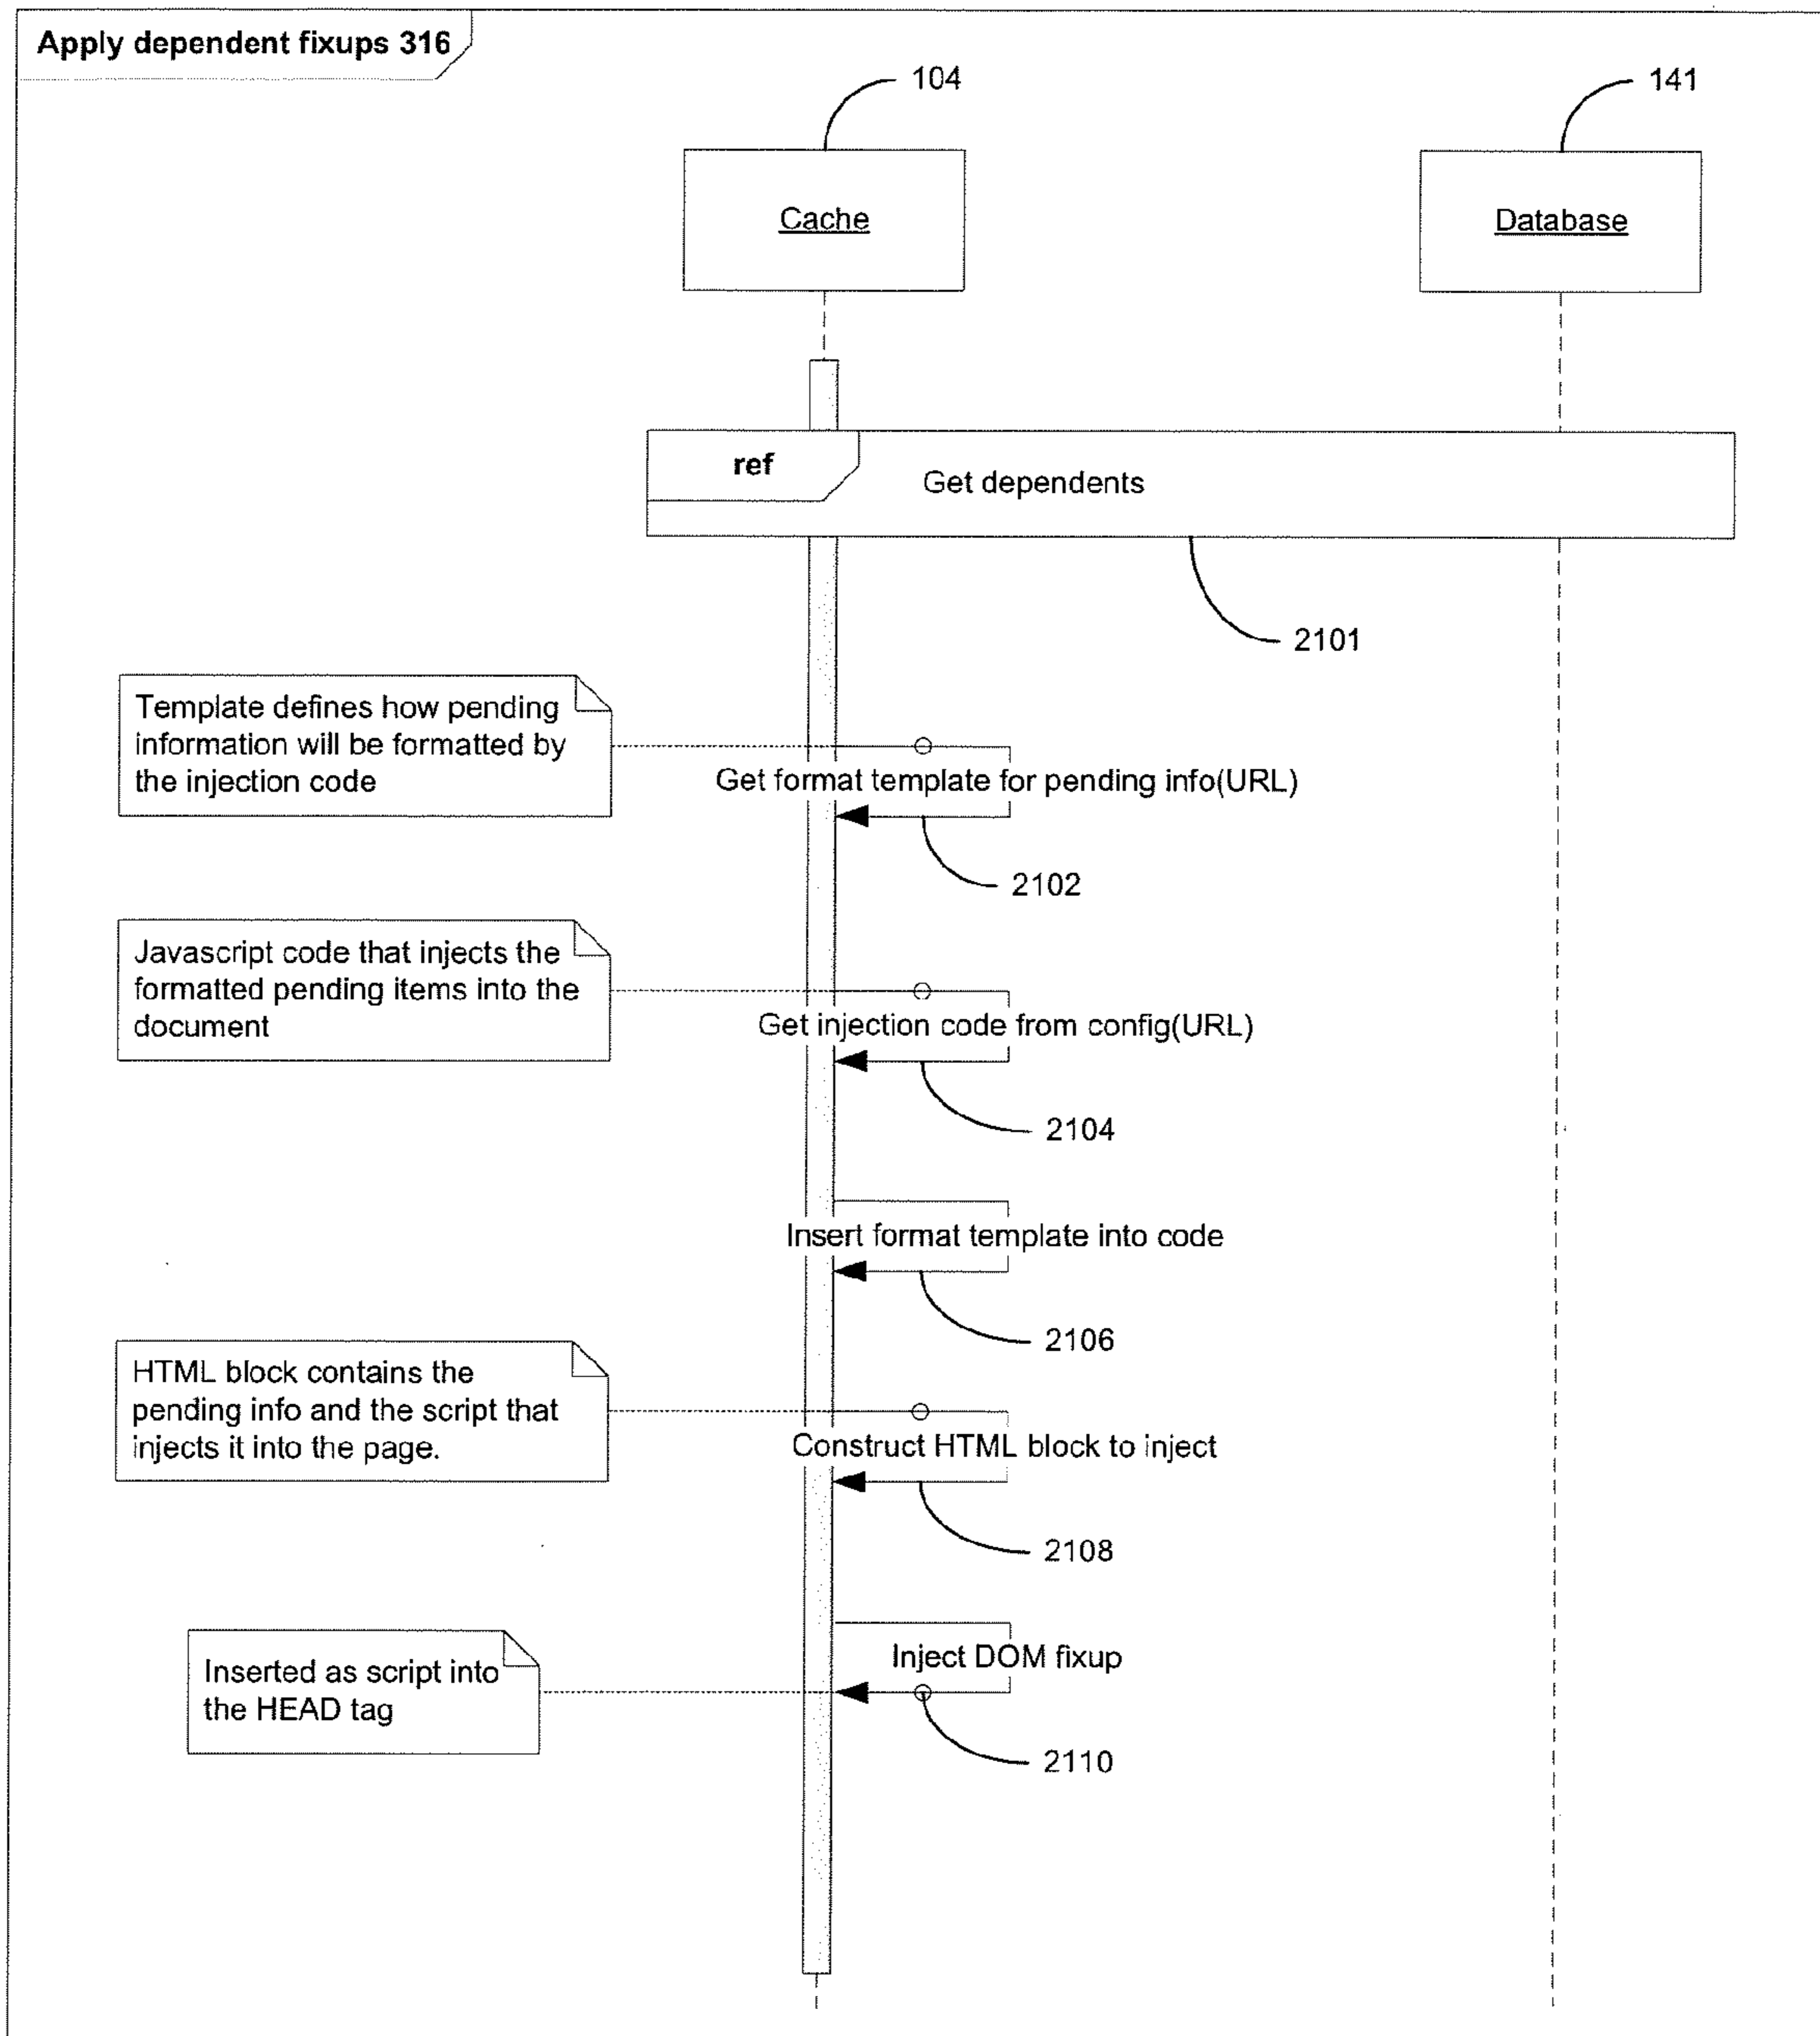 Apply dependent fixups 316
104
141
Cache
Database
ref
Get dependents
2101
Template defines how pending
information will be formatted by
the injection code
Get format template for pending info(URL)
2102
Javascript code that injects the
formatted pending items into the
document
Get injection code from config(URL)
2104
Insert format template into code
2106
HTML block contains the
pending info and the script that
injects it into the page.
Construct HTML block to inject
2108
Inject DOM fixup
Inserted as script into
the HEAD tag
2110